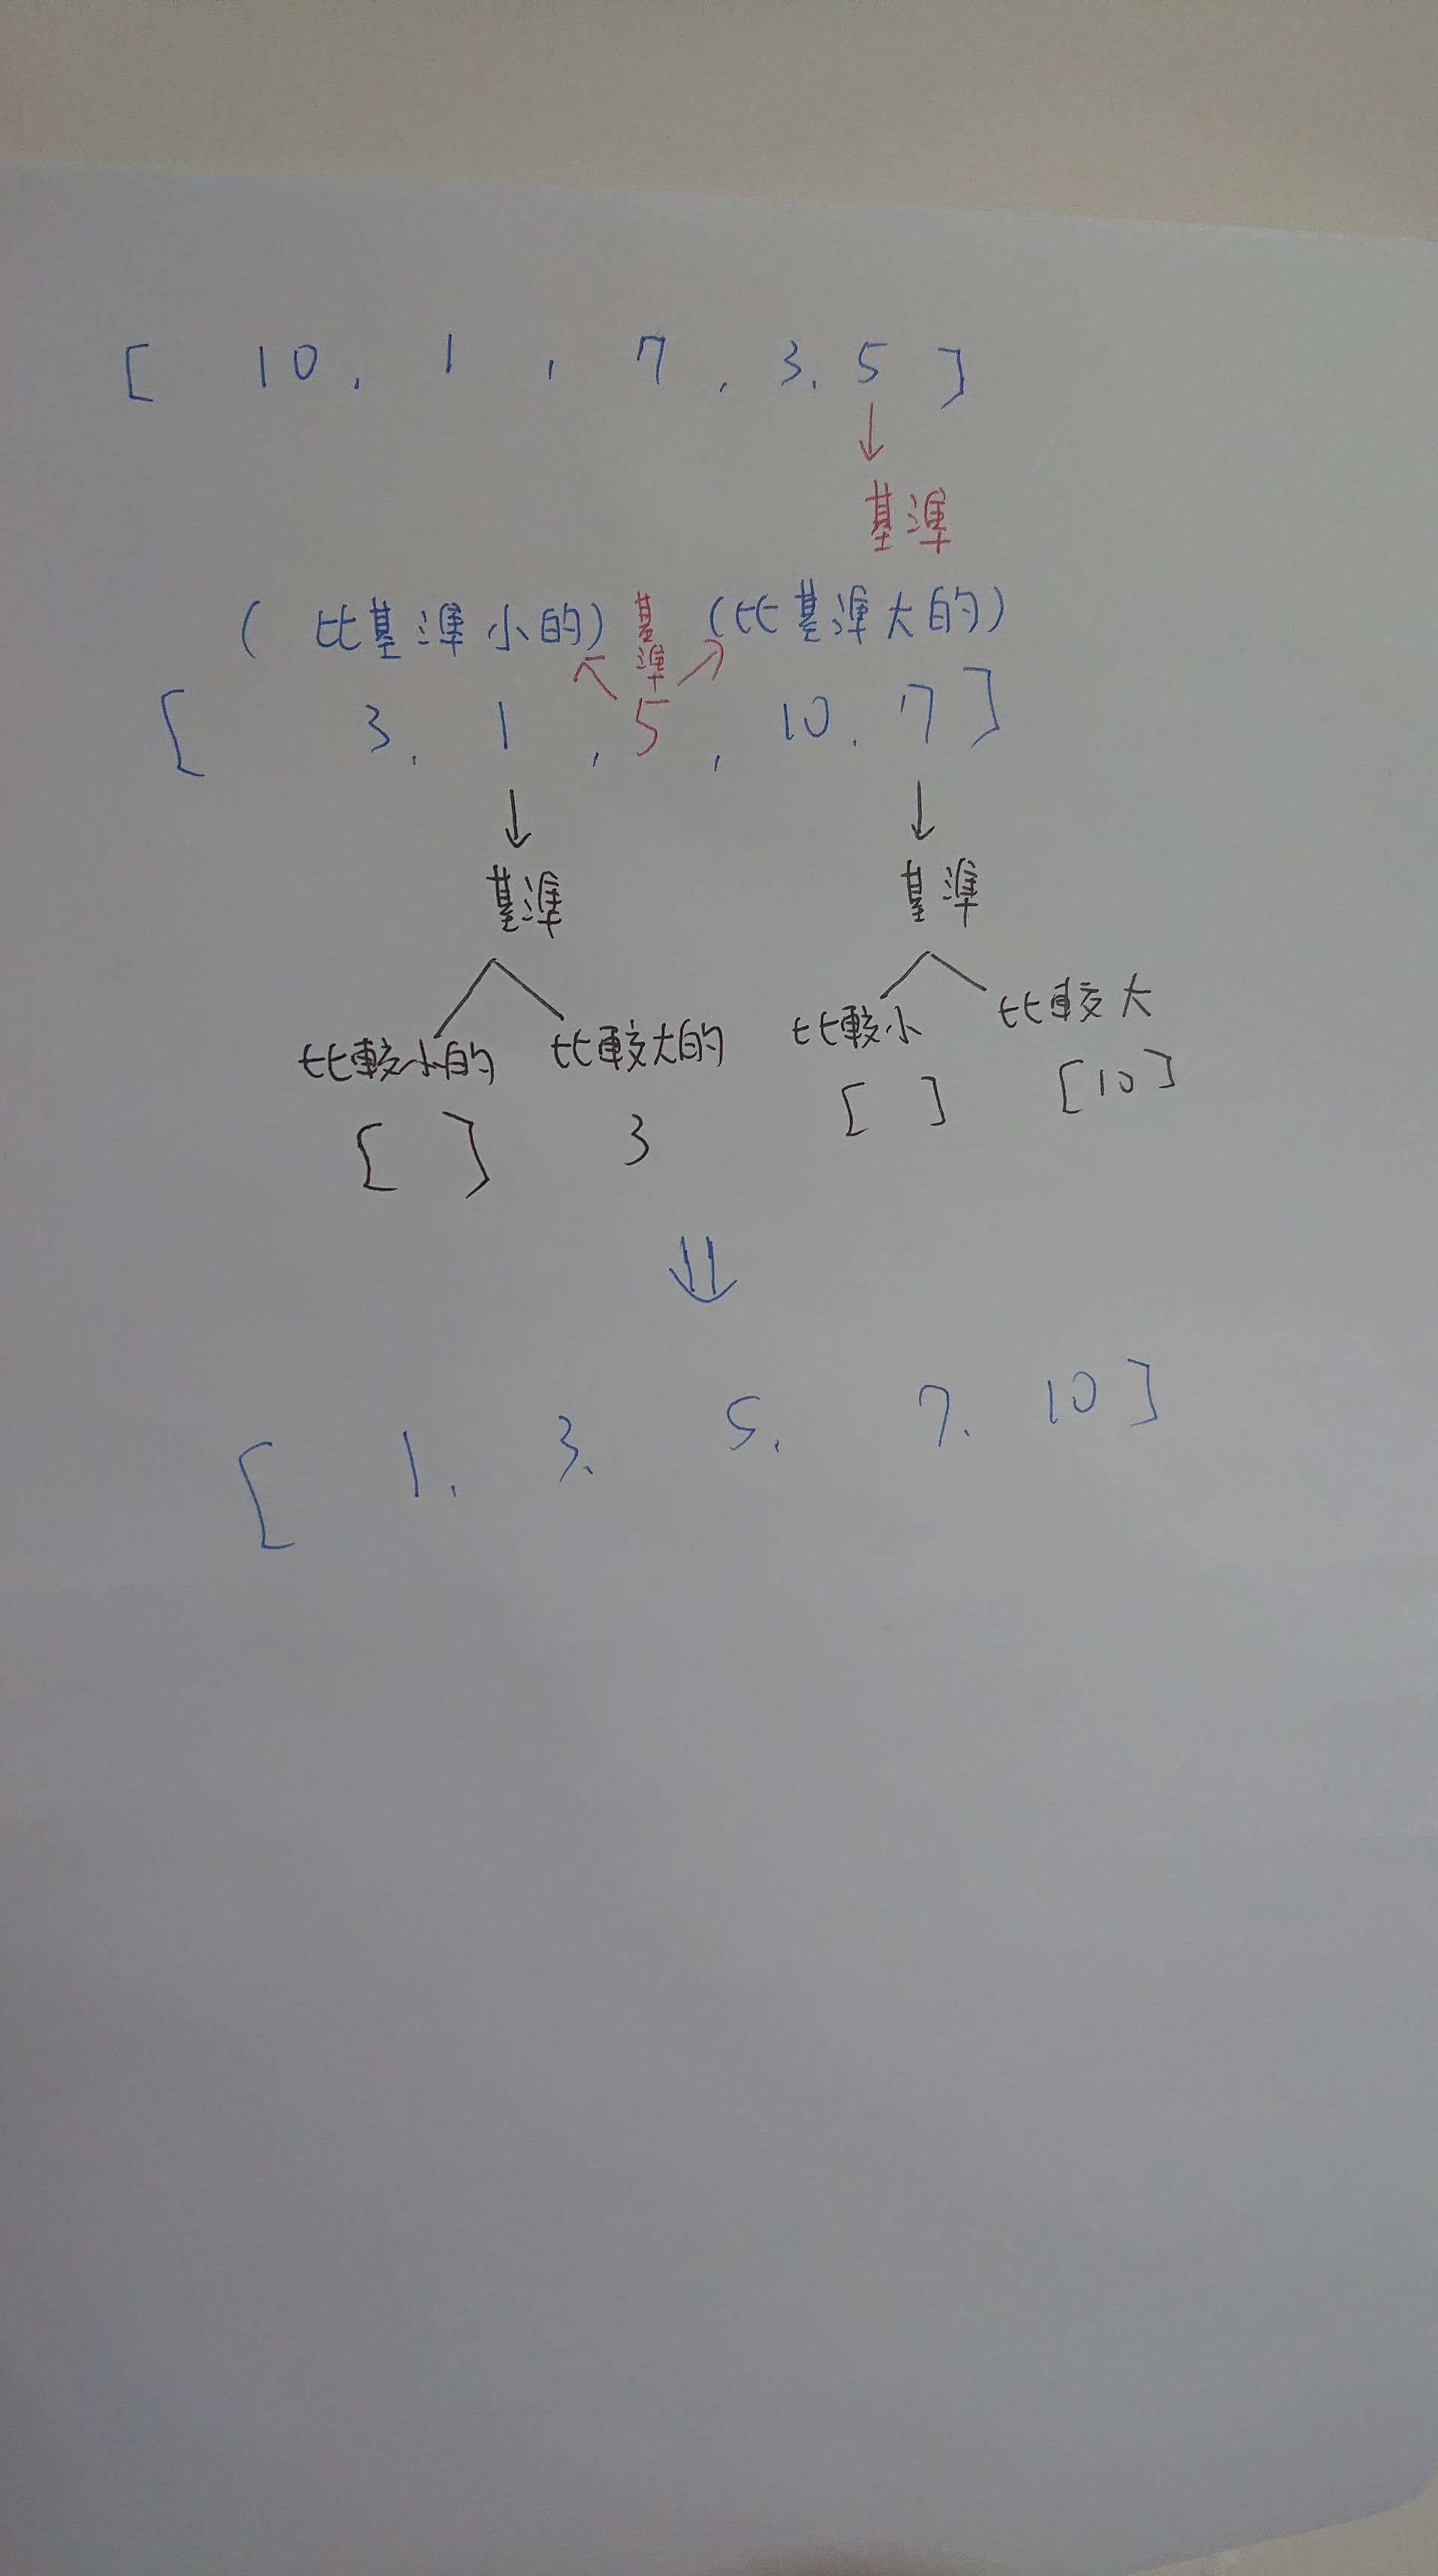 [ 10, 1, 7, 3, 5 ]
↓
基準
(比基準小的) 基準 (比基準大的)
[ 3, 1, 5, 10, 7 ]
↓ ↓
基準 基準
比較小的 比較大的 比較小 比較大
[ ] 3 [ ] [10]
⇓
[ 1, 3, 5, 7, 10 ]